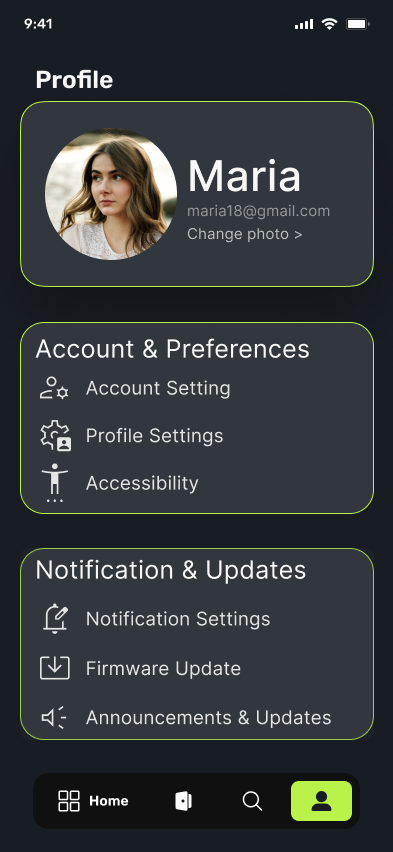 9:41
Profile
Maria
maria18@gmail.com
Change photo >
Account & Preferences
Account Setting
Profile Settings
Accessibility
Notification & Updates
Notification Settings
Firmware Update
Announcements & Updates
Home